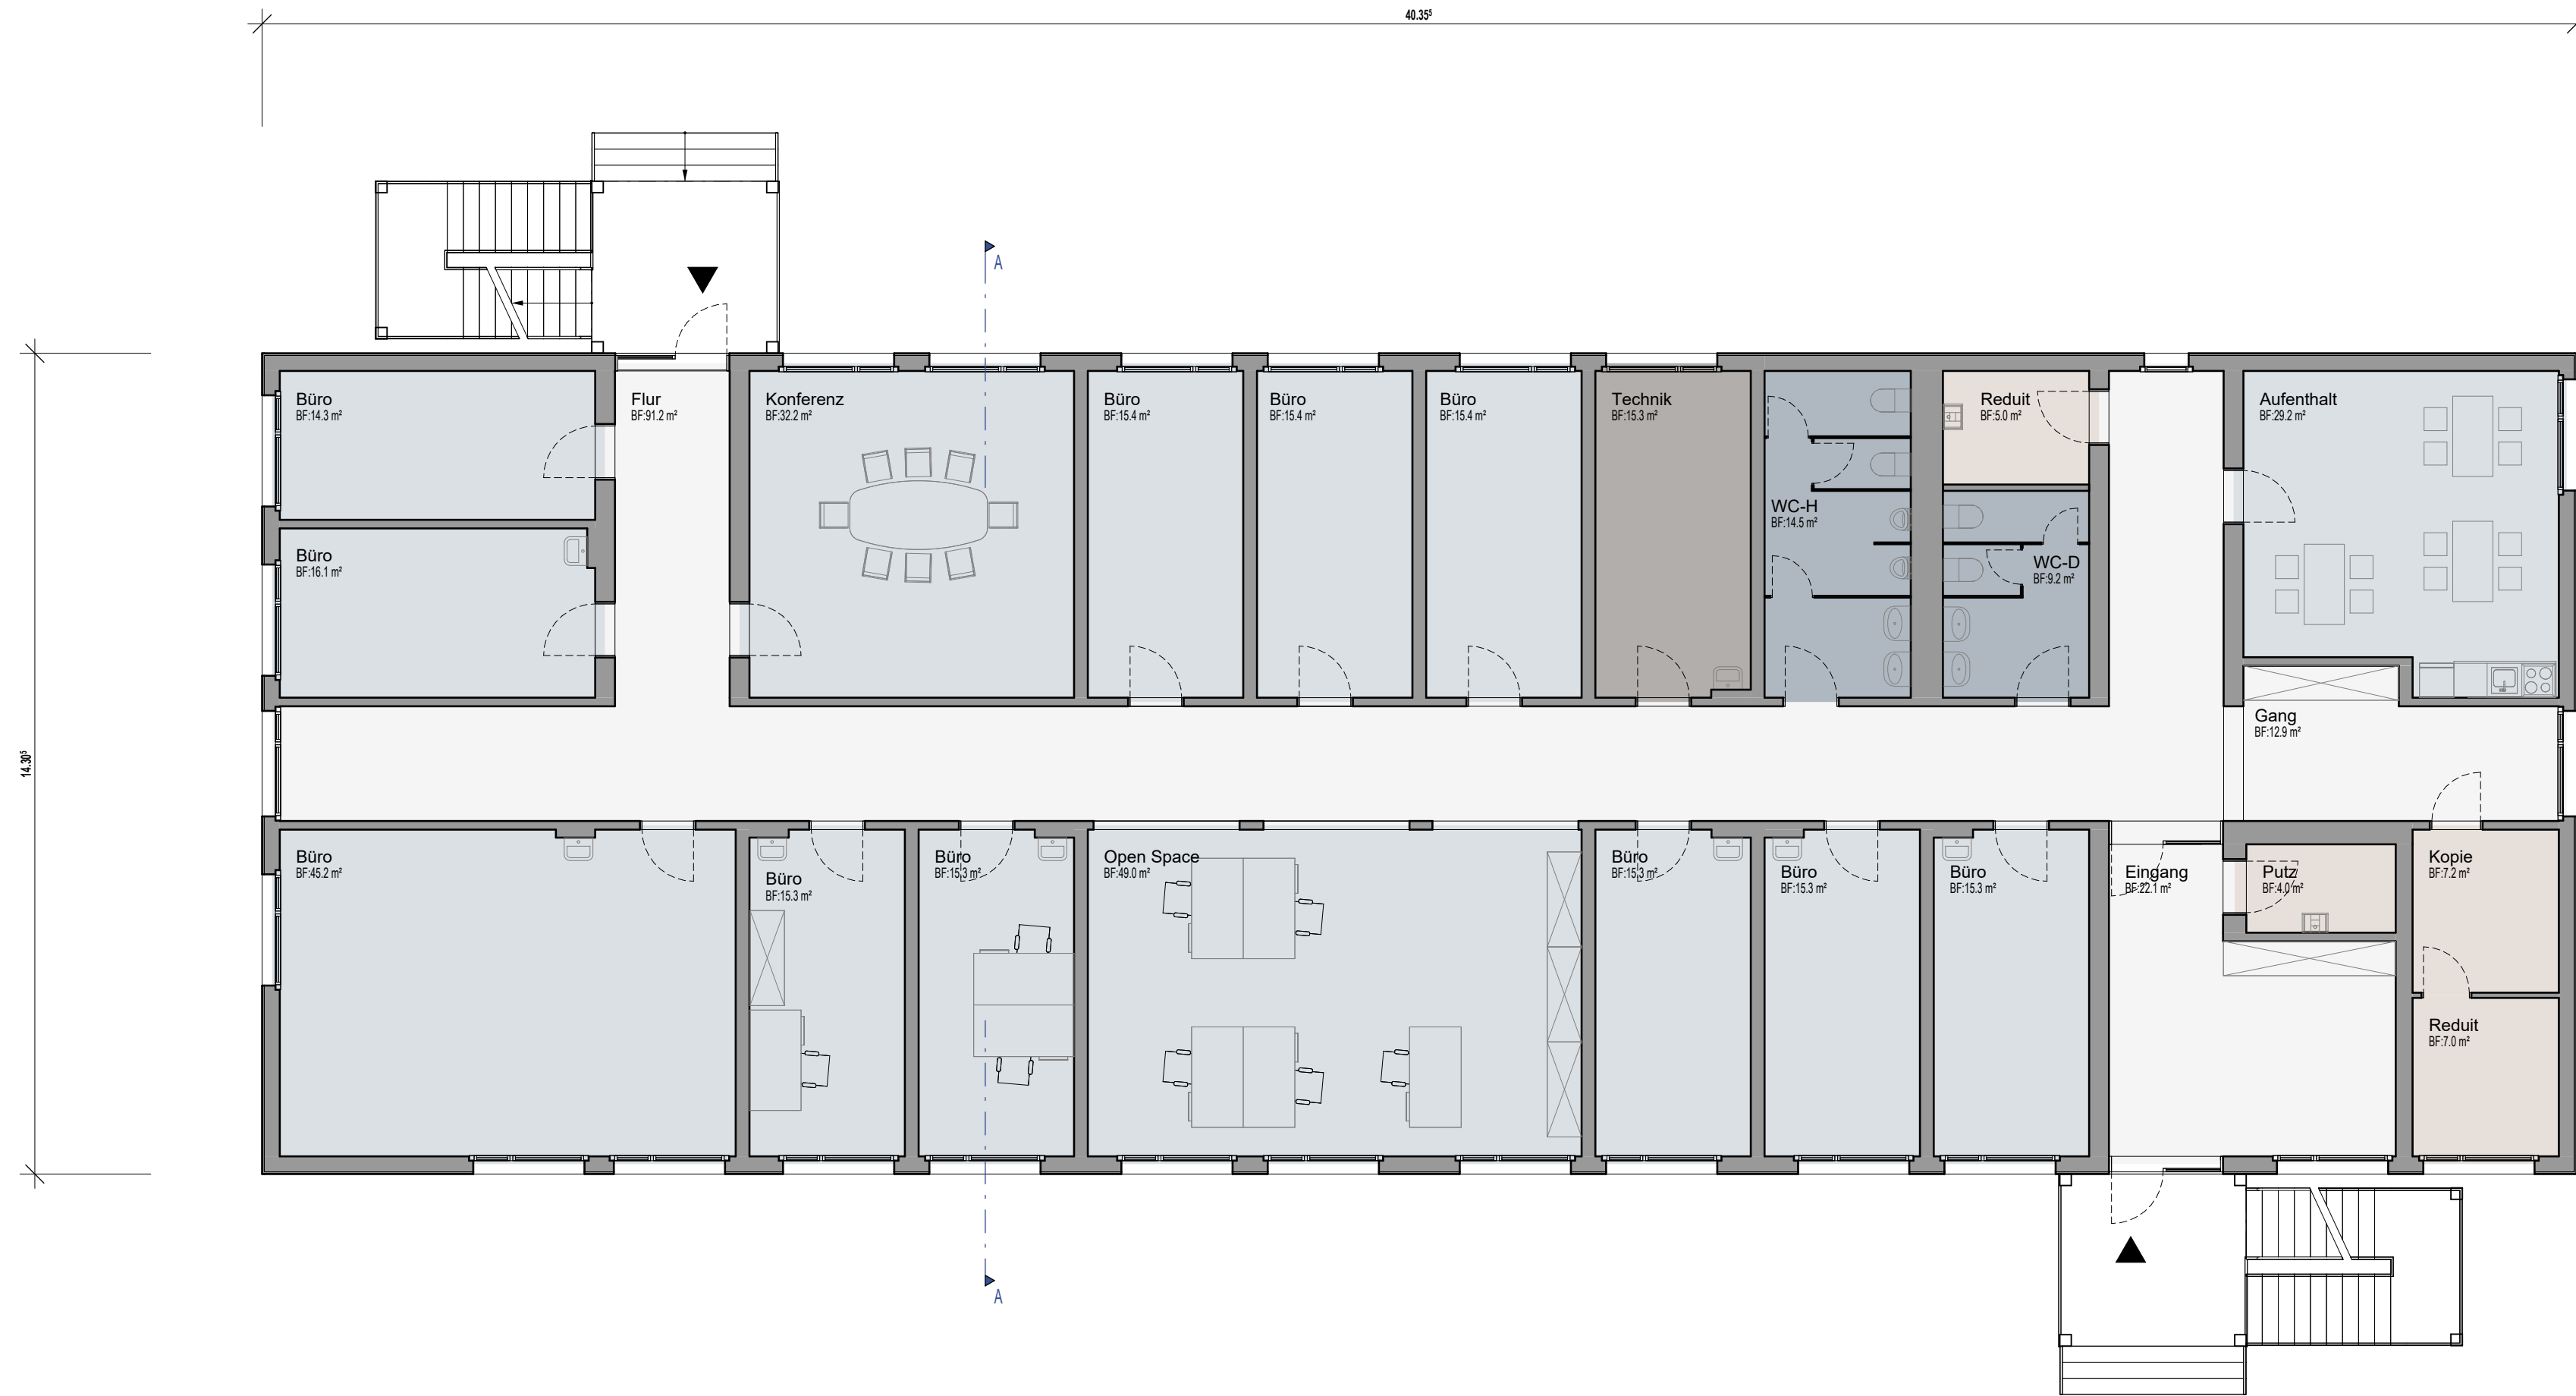 40.35⁵
A
Büro
BF:14.3 m²
Flur
BF:91.2 m²
Konferenz
BF:32.2 m²
Büro
BF:15.4 m²
Büro
BF:15.4 m²
Büro
BF:15.4 m²
Technik
BF:15.3 m²
Reduit
BF:5.0 m²
Aufenthalt
BF:29.2 m²
WC-H
BF:14.5 m²
Büro
BF:16.1 m²
WC-D
BF:9.2 m²
Gang
BF:12.9 m²
14.30⁵
Büro
BF:45.2 m²
Büro
BF:15.3 m²
Büro
BF:15.3 m²
Open Space
BF:49.0 m²
Büro
BF:15.3 m²
Büro
BF:15.3 m²
Büro
BF:15.3 m²
Eingang
BF:22.1 m²
Putz
BF:4.0 m²
Kopie
BF:7.2 m²
Reduit
BF:7.0 m²
A